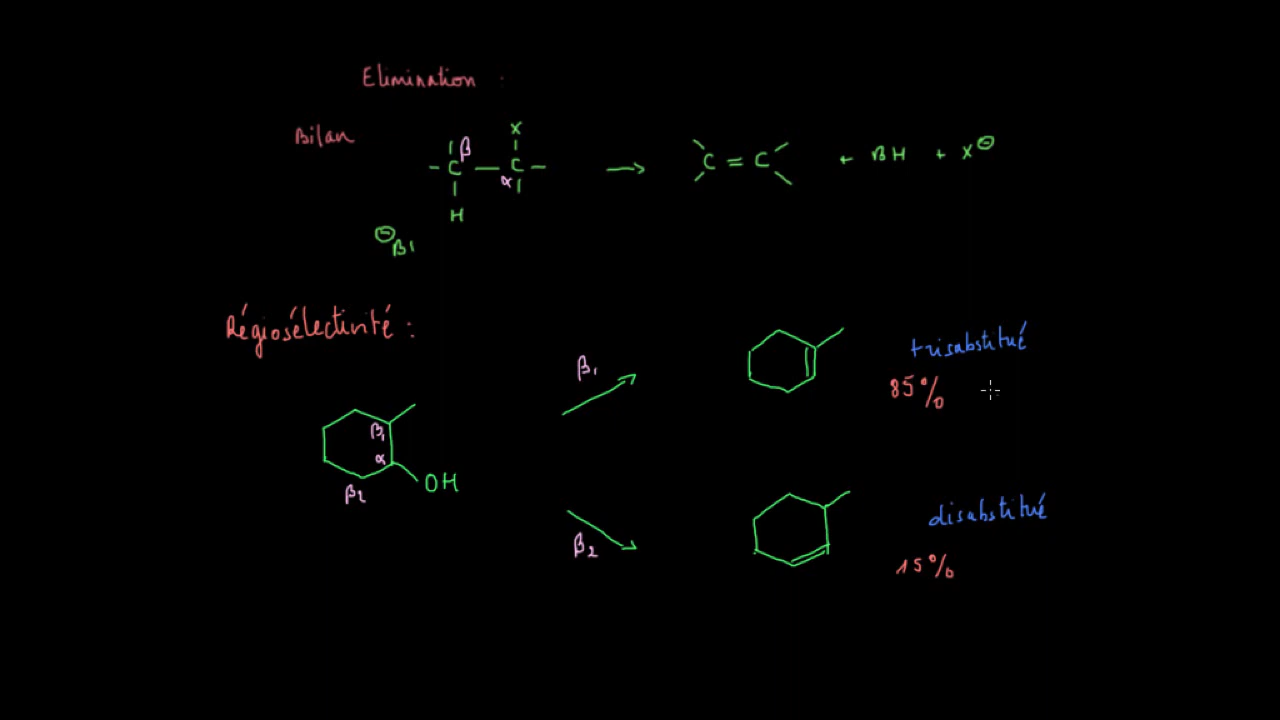 Elimination :
Bilan
X
β
- C — C - → C = C + BH + X⊖
α
H
⊖
B|
Régiosélectivité :
trisubstitué
β₁
85%
β₁
α
OH
β₂
disubstitué
β₂
15%